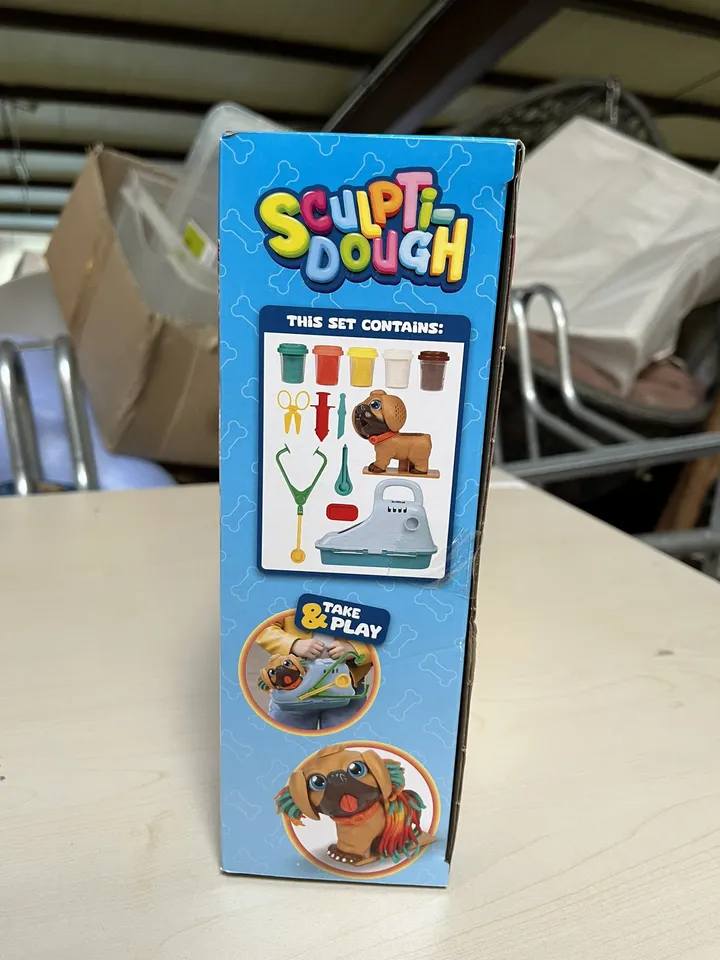 SCULPTI-
DOUGH
THIS SET CONTAINS:
TAKE
& PLAY